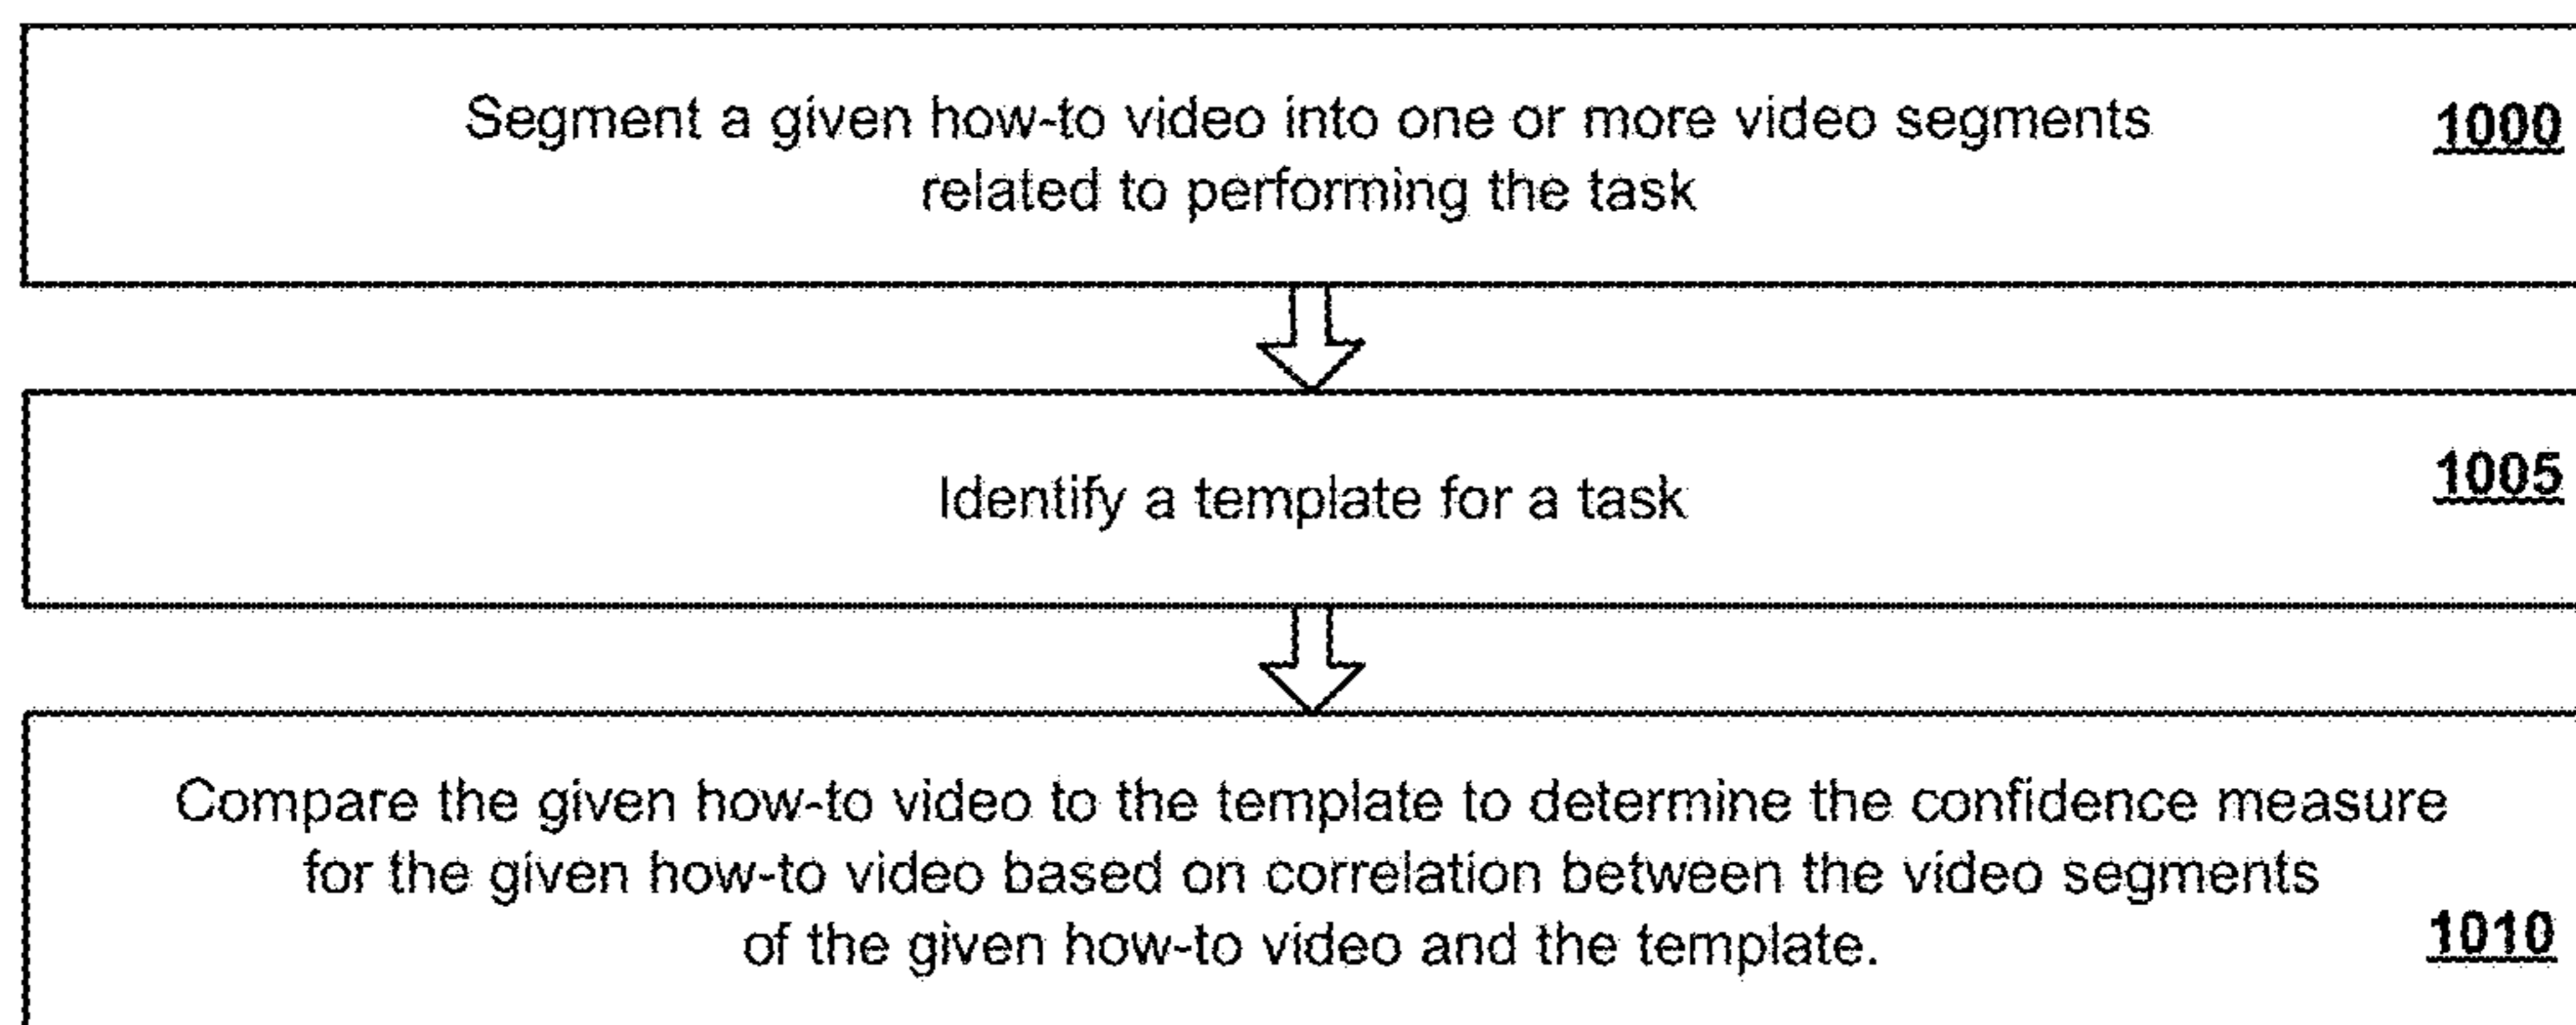 Segment a given how-to video into one or more video segments
1000
related to performing the task
1005
Identify a template for a task
Compare the given how-to video to the template to determine the confidence measure
for the given how-to video based on correlation between the video segments
of the given how-to video and the template.
1010